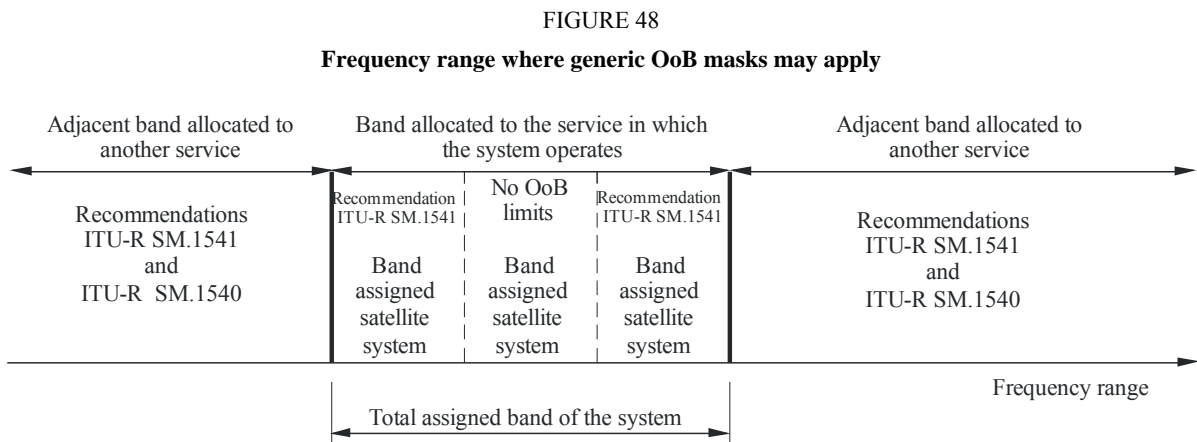 FIGURE 48
Frequency range where generic OoB masks may apply
Adjacent band allocated to
another service
Band allocated to the service in which
the system operates
Adjacent band allocated to
another service
Recommendations
ITU-R SM.1541
and
ITU-R SM.1540
Recommendation
ITU-R SM.1541
Band
assigned
satellite
system
No OoB
limits
Band
assigned
satellite
system
Recommendation
ITU-R SM.1541
Band
assigned
satellite
system
Recommendations
ITU-R SM.1541
and
ITU-R SM.1540
Frequency range
Total assigned band of the system